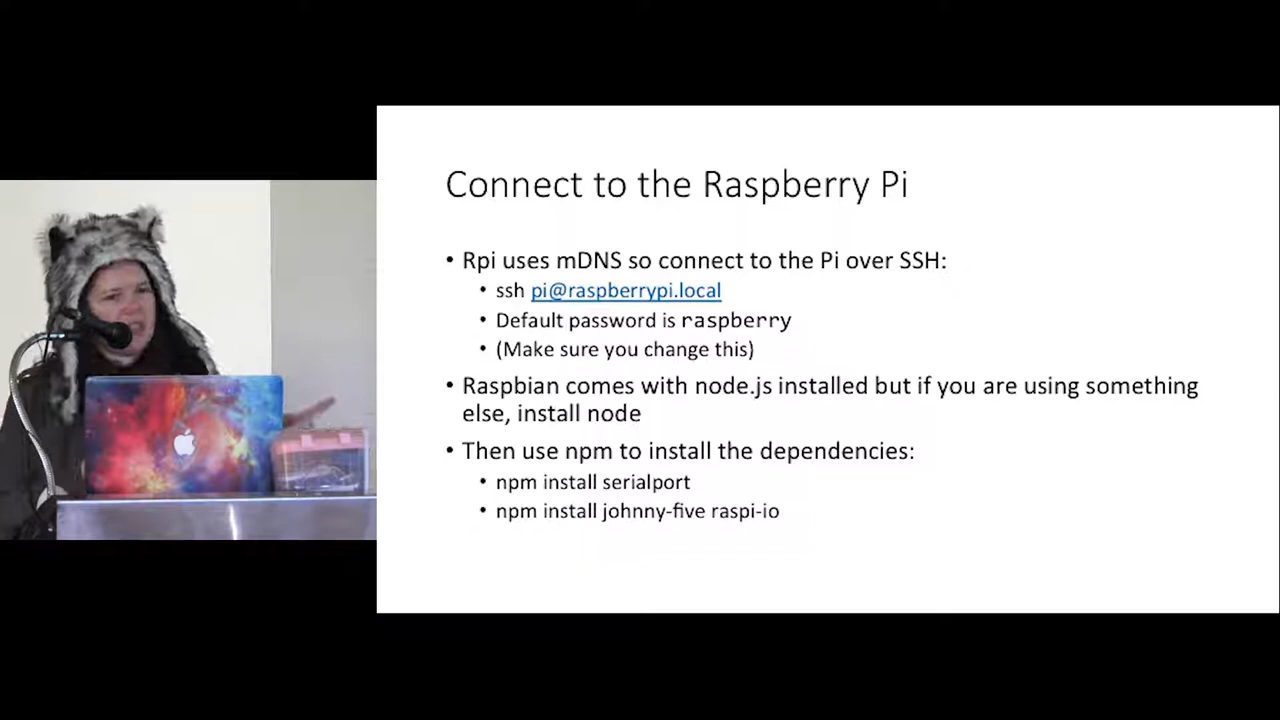 Connect to the Raspberry Pi
• Rpi uses mDNS so connect to the Pi over SSH:
• ssh pi@raspberrypi.local
• Default password is raspberry
• (Make sure you change this)
• Raspbian comes with node.js installed but if you are using something
else, install node
• Then use npm to install the dependencies:
• npm install serialport
• npm install johnny-five raspi-io